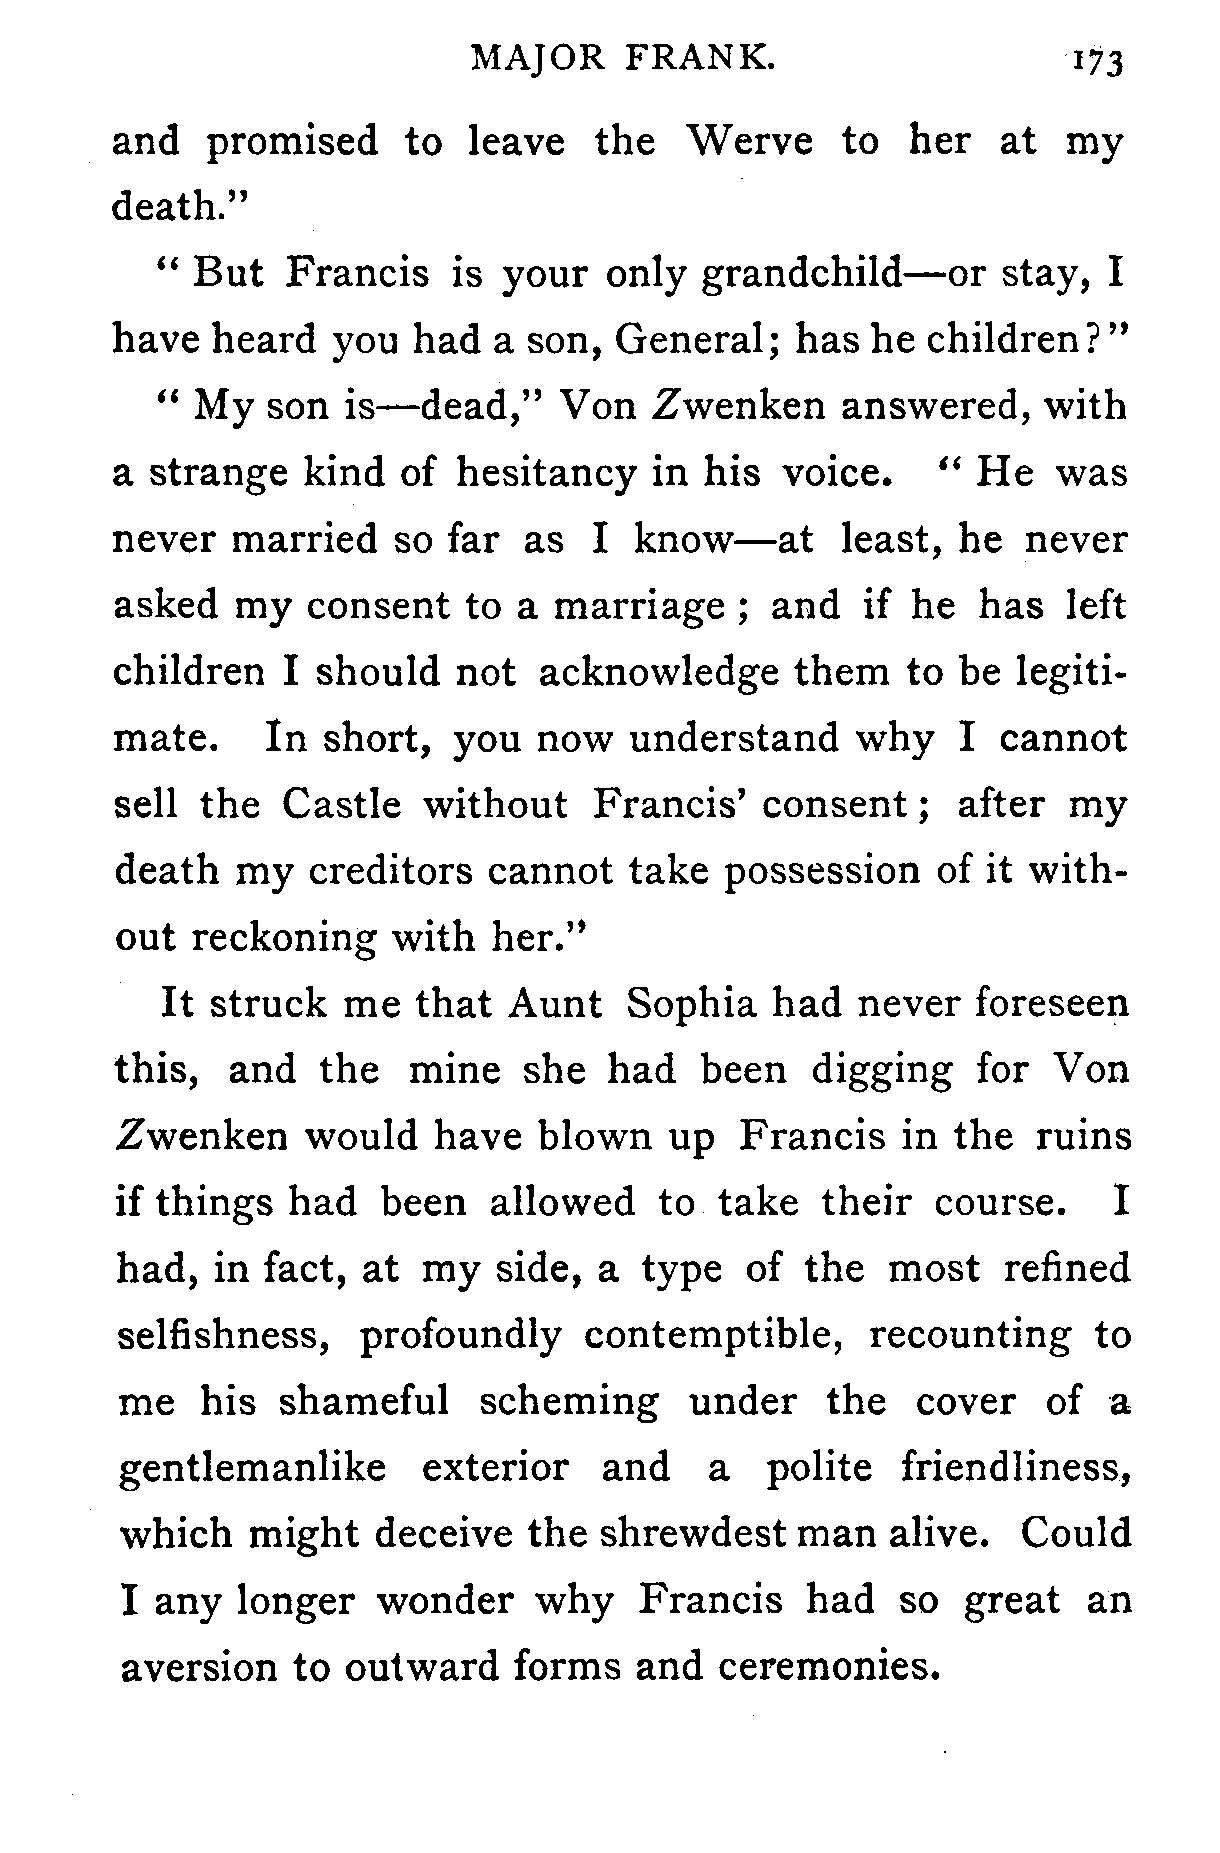 MAJOR FRANK. 173
and promised to leave the Werve to her at my
death."
" But Francis is your only grandchild—or stay, I
have heard you had a son, General; has he children?"
" My son is—dead," Von Zwenken answered, with
a strange kind of hesitancy in his voice. " He was
never married so far as I know—at least, he never
asked my consent to a marriage ; and if he has left
children I should not acknowledge them to be legiti-
mate. In short, you now understand why I cannot
sell the Castle without Francis' consent ; after my
death my creditors cannot take possession of it with-
out reckoning with her."
It struck me that Aunt Sophia had never foreseen
this, and the mine she had been digging for Von
Zwenken would have blown up Francis in the ruins
if things had been allowed to take their course. I
had, in fact, at my side, a type of the most refined
selfishness, profoundly contemptible, recounting to
me his shameful scheming under the cover of a
gentlemanlike exterior and a polite friendliness,
which might deceive the shrewdest man alive. Could
I any longer wonder why Francis had so great an
aversion to outward forms and ceremonies.